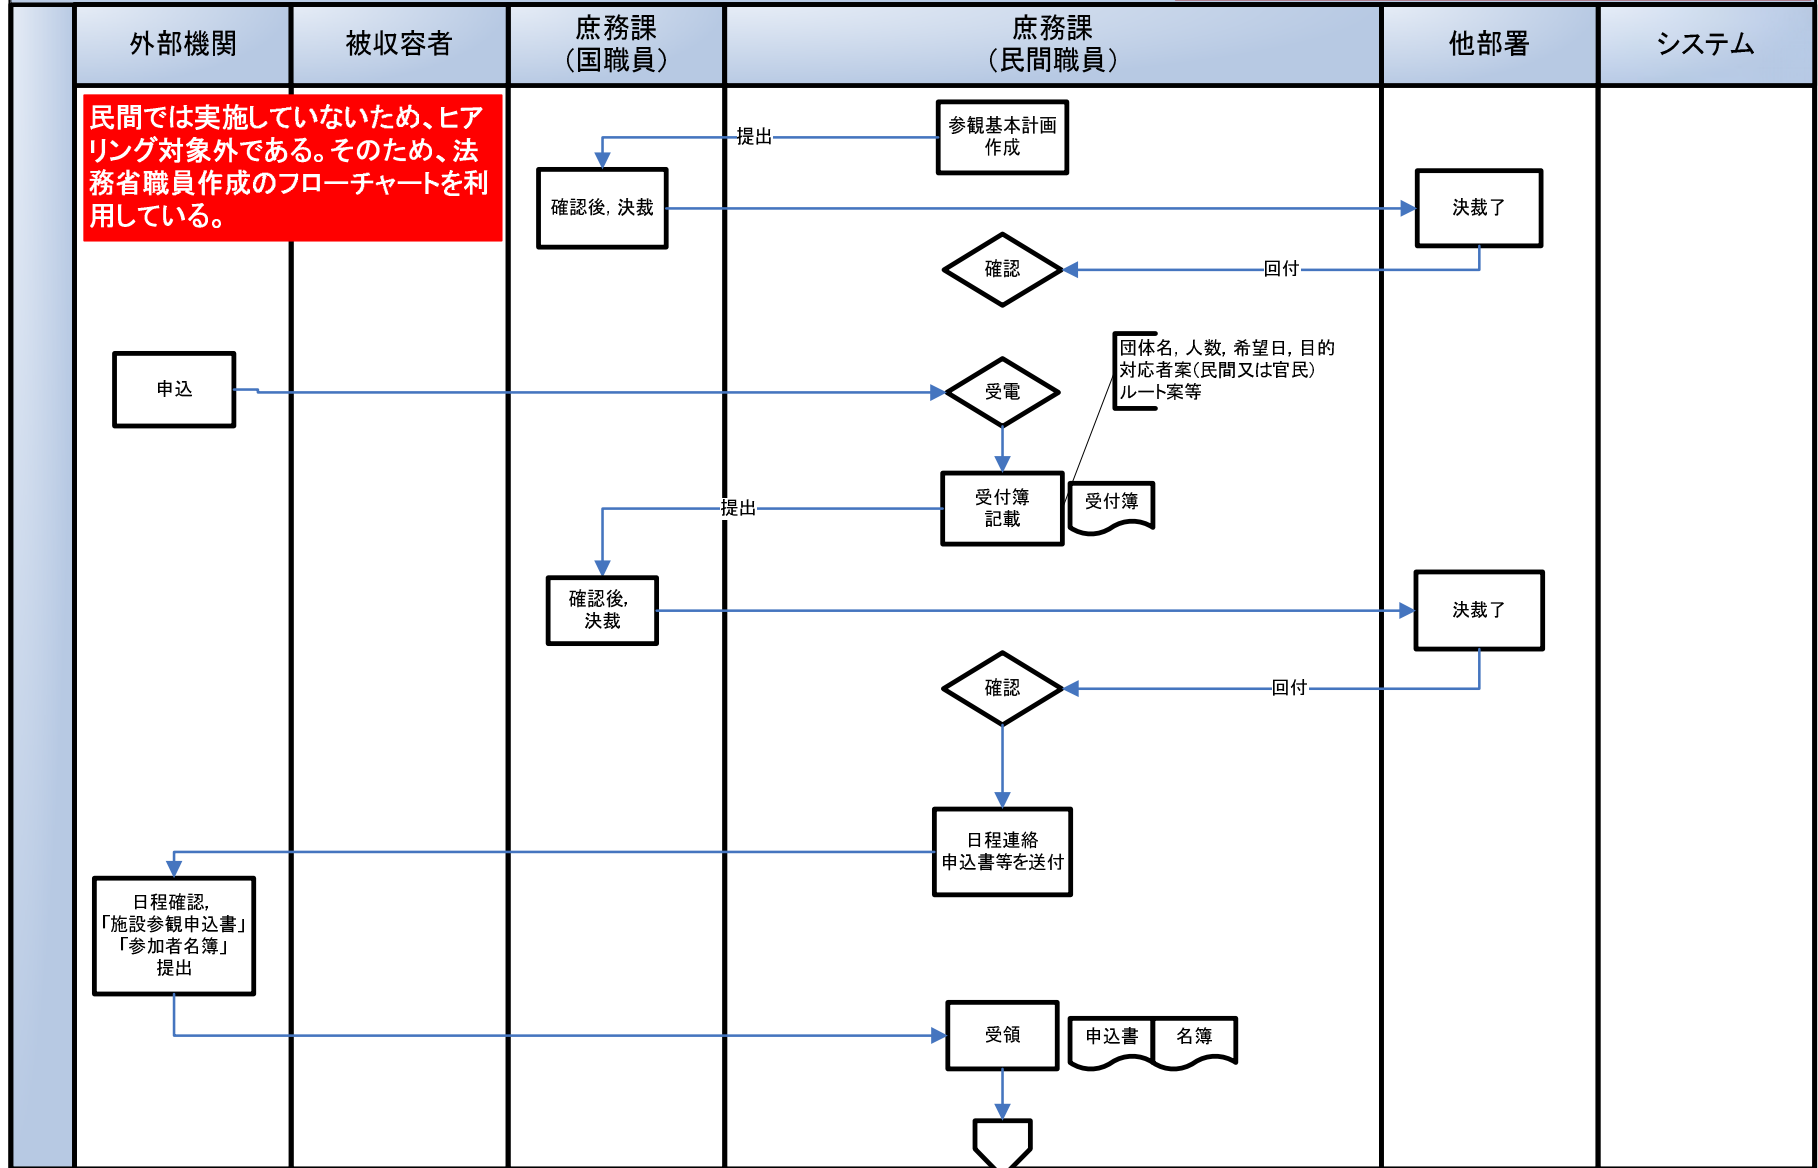 外部機関
被収容者
庶務課
（国職員）
庶務課
（民間職員）
他部署
システム
民間では実施していないため、ヒア
リング対象外である。そのため、法
務省職員作成のフローチャートを利
用している。
参観基本計画
作成
提出
確認後，決裁
決裁了
確認
回付
団体名，人数，希望日，目的
対応者案（民間又は官民）
ルート案等
申込
受電
受付簿
記載
受付簿
提出
確認後，
決裁
決裁了
確認
回付
日程連絡
申込書等を送付
日程確認，
「施設参観申込書」
「参加者名簿」
提出
受領
申込書
名簿